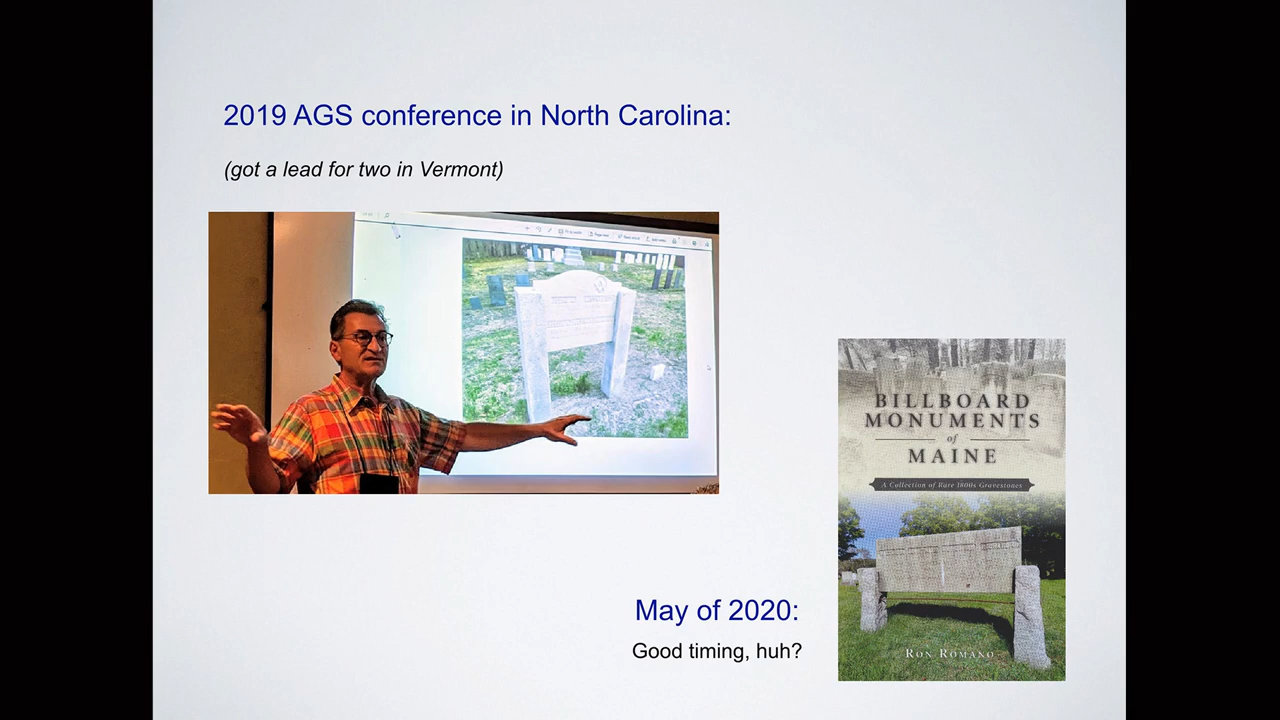 2019 AGS conference in North Carolina:
(got a lead for two in Vermont)
BILLBOARD
MONUMENTS
of
MAINE
A Collection of Rare 1800s Gravestones
RON ROMANO
May of 2020:
Good timing, huh?